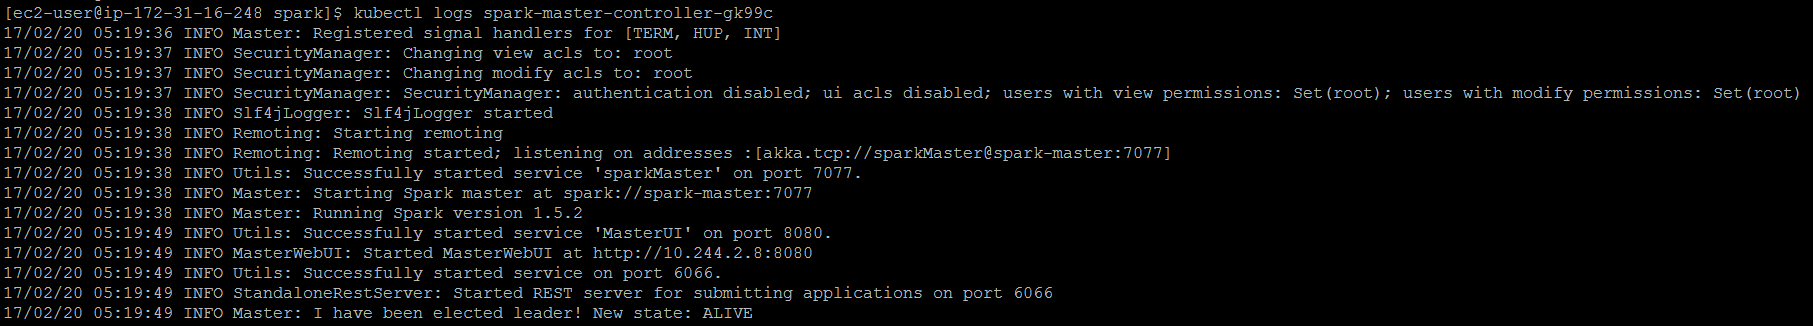 [ec2-user@ip-172-31-16-248 spark]$ kubectl logs spark-master-controller-gk99c
17/02/20 05:19:36 INFO Master: Registered signal handlers for [TERM, HUP, INT]
17/02/20 05:19:37 INFO SecurityManager: Changing view acls to: root
17/02/20 05:19:37 INFO SecurityManager: Changing modify acls to: root
17/02/20 05:19:37 INFO SecurityManager: SecurityManager: authentication disabled; ui acls disabled; users with view permissions: Set(root); users with modify permissions: Set(root)
17/02/20 05:19:38 INFO Slf4jLogger: Slf4jLogger started
17/02/20 05:19:38 INFO Remoting: Starting remoting
17/02/20 05:19:38 INFO Remoting: Remoting started; listening on addresses :[akka.tcp://sparkMaster@spark-master:7077]
17/02/20 05:19:38 INFO Utils: Successfully started service 'sparkMaster' on port 7077.
17/02/20 05:19:38 INFO Master: Starting Spark master at spark://spark-master:7077
17/02/20 05:19:38 INFO Master: Running Spark version 1.5.2
17/02/20 05:19:49 INFO Utils: Successfully started service 'MasterUI' on port 8080.
17/02/20 05:19:49 INFO MasterWebUI: Started MasterWebUI at http://10.244.2.8:8080
17/02/20 05:19:49 INFO Utils: Successfully started service on port 6066.
17/02/20 05:19:49 INFO StandaloneRestServer: Started REST server for submitting applications on port 6066
17/02/20 05:19:49 INFO Master: I have been elected leader! New state: ALIVE